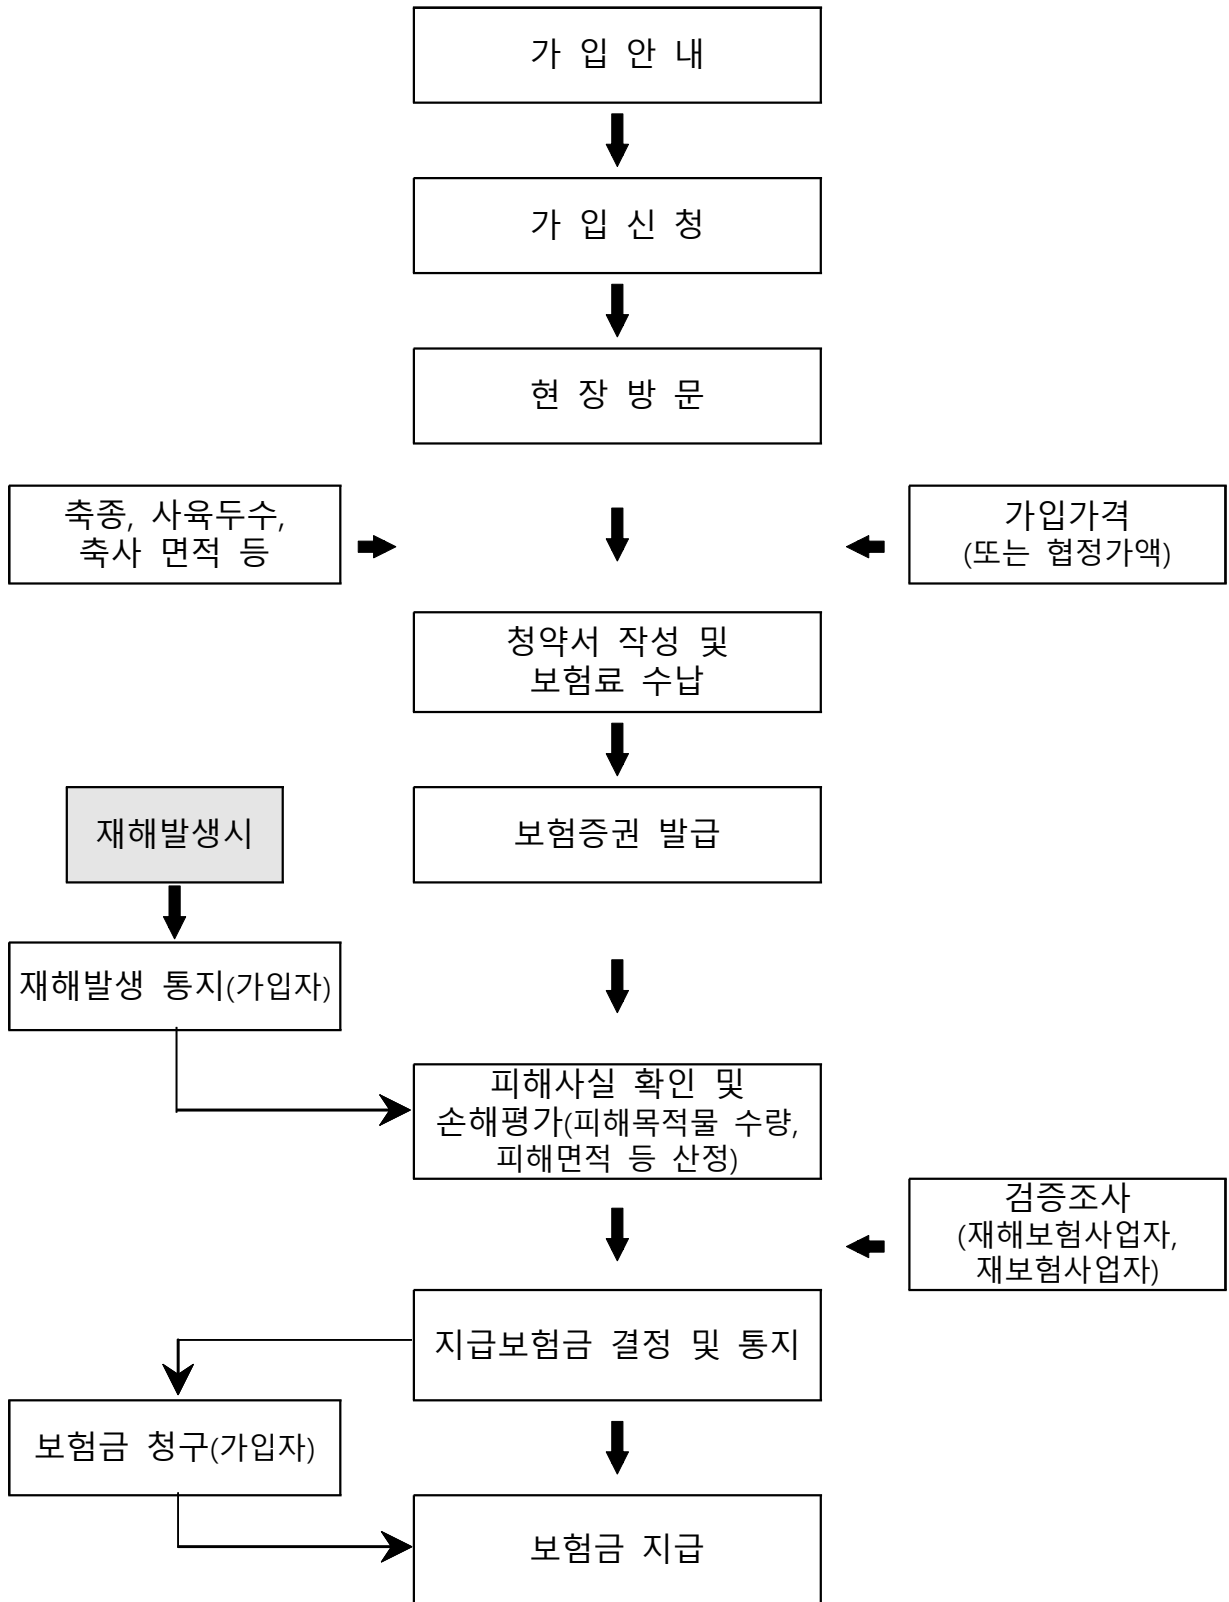 가 입 안 내
가 입 신 청
현 장 방 문
축종, 사육두수,
축사 면적 등
가입가격
(또는 협정가액)
청약서 작성 및
보험료 수납
재해발생시
보험증권 발급
재해발생 통지(가입자)
피해사실 확인 및
손해평가(피해목적물 수량,
피해면적 등 산정)
검증조사
(재해보험사업자,
재보험사업자)
지급보험금 결정 및 통지
보험금 청구(가입자)
보험금 지급